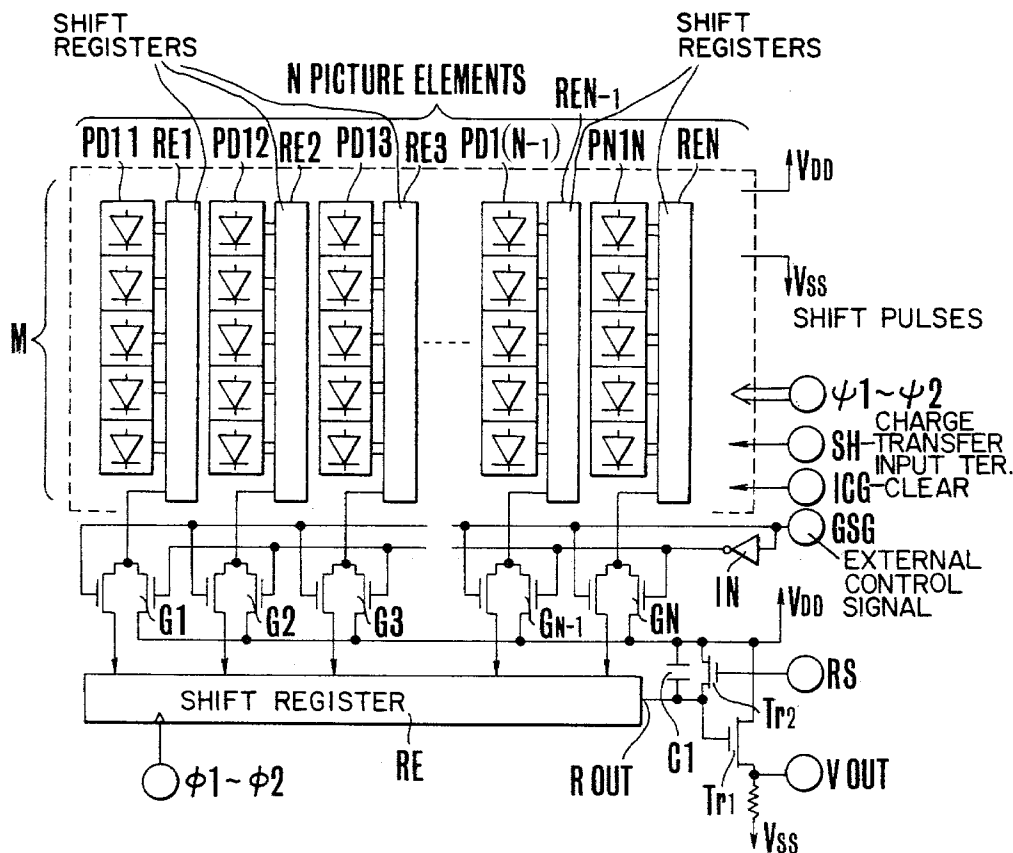 SHIFT
REGISTERS
SHIFT
REGISTERS
N PICTURE ELEMENTS
REN-1
PD11 RE1 PD12 RE2 PD13 RE3 PD1(N-1) PN1N REN
VDD
VSS
SHIFT PULSES
M
ψ1~ψ2
CHARGE
SH-TRANSFER
INPUT TER.
ICG-CLEAR
GSG
IN
EXTERNAL
CONTROL
SIGNAL
G1 G2 G3 GN-1 GN
VDD
SHIFT REGISTER
RS
Tr2
C1
RE
R OUT
ϕ1~ϕ2
Tr1
V OUT
VSS